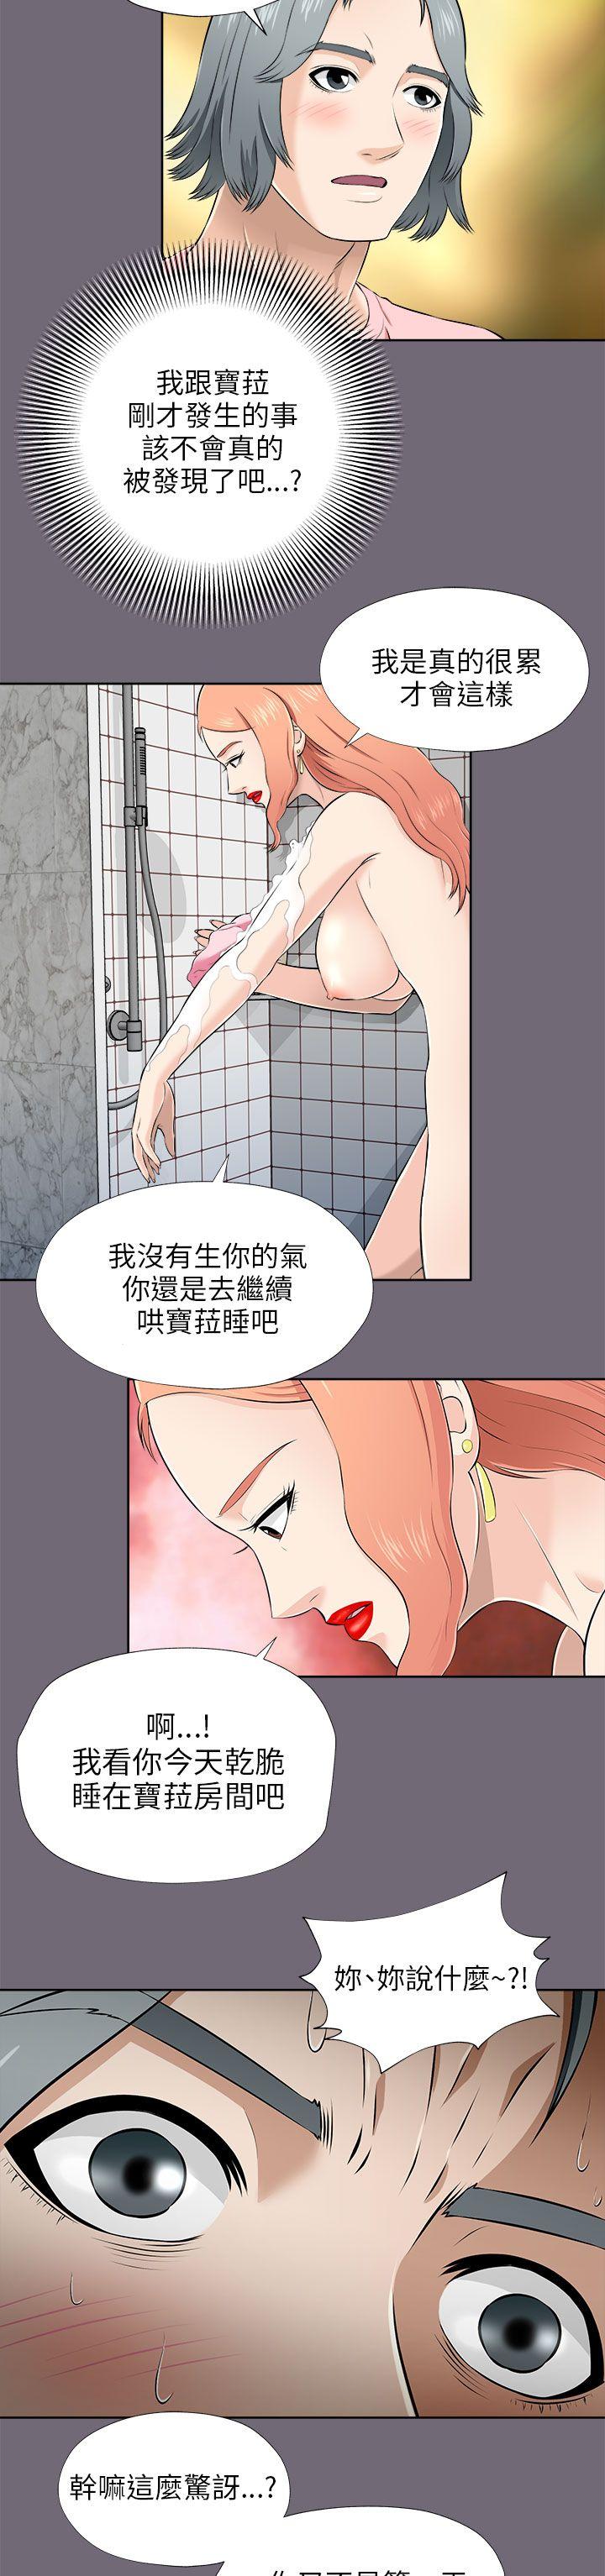 我跟寶菈
剛才發生的事
該不會真的
被發現了吧...?
我是真的很累
才會這樣
我沒有生你的氣
你還是去繼續
哄寶菈睡吧
啊...!
我看你今天乾脆
睡在寶菈房間吧
妳、妳說什麼~?!
幹嘛這麼驚訝...?